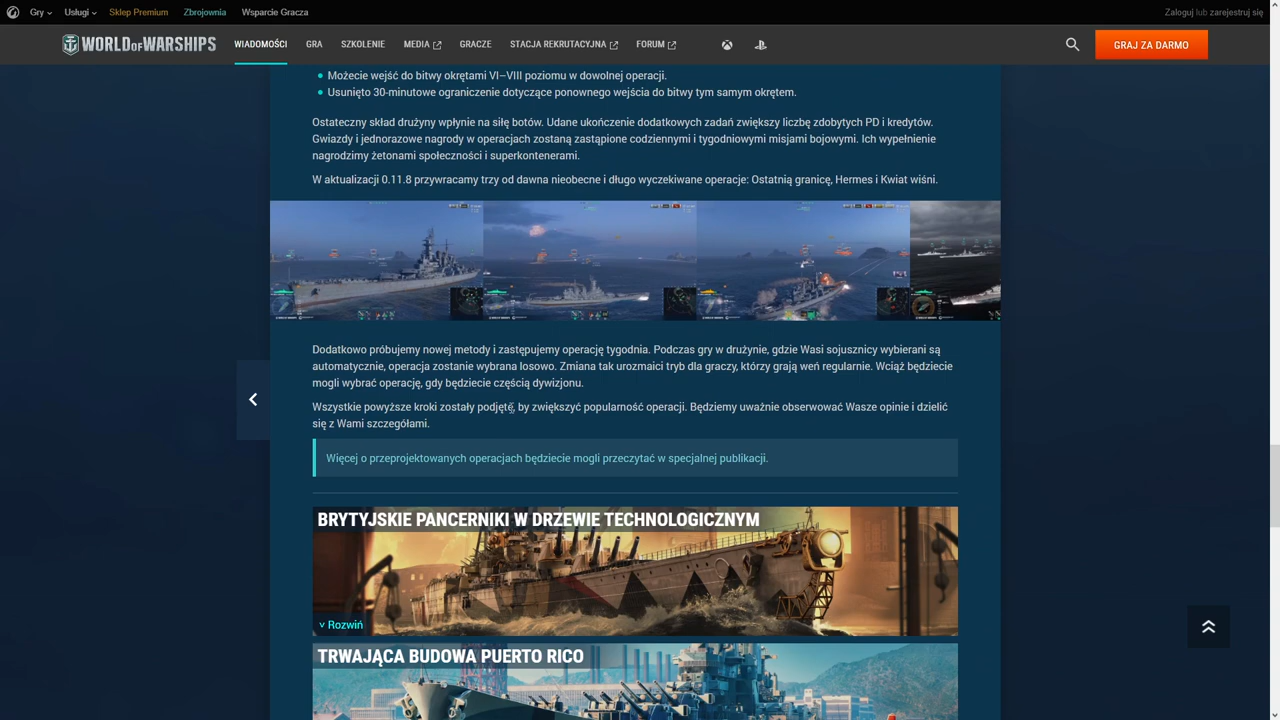 Gry
Usługi
Sklep Premium
Zbrojownia
Wsparcie Gracza
Zaloguj lub zarejestruj się
WORLD OF WARSHIPS
WIADOMOŚCI
GRA
SZKOLENIE
MEDIA
GRACZE
STACJA REKRUTACYJNA
FORUM
GRAJ ZA DARMO
Możecie wejść do bitwy okrętami VI–VIII poziomu w dowolnej operacji.
Usunięto 30-minutowe ograniczenie dotyczące ponownego wejścia do bitwy tym samym okrętem.
Ostateczny skład drużyny wpłynie na siłę botów. Udane ukończenie dodatkowych zadań zwiększy liczbę zdobytych PD i kredytów.
Gwiazdy i jednorazowe nagrody w operacjach zostaną zastąpione codziennymi i tygodniowymi misjami bojowymi. Ich wypełnienie
nagrodzimy żetonami społeczności i superkontenerami.
W aktualizacji 0.11.8 przywracamy trzy od dawna nieobecne i długo wyczekiwane operacje: Ostatnią granicę, Hermes i Kwiat wiśni.
Dodatkowo próbujemy nowej metody i zastępujemy operację tygodnia. Podczas gry w drużynie, gdzie Wasi sojusznicy wybierani są
automatycznie, operacja zostanie wybrana losowo. Zmiana tak urozmaici tryb dla graczy, którzy grają weń regularnie. Wciąż będziecie
mogli wybrać operację, gdy będziecie częścią dywizjonu.
Wszystkie powyższe kroki zostały podjęte, by zwiększyć popularność operacji. Będziemy uważnie obserwować Wasze opinie i dzielić
się z Wami szczegółami.
Więcej o przeprojektowanych operacjach będziecie mogli przeczytać w specjalnej publikacji.
BRYTYJSKIE PANCERNIKI W DRZEWIE TECHNOLOGICZNYM
˅ Rozwiń
TRWAJĄCA BUDOWA PUERTO RICO